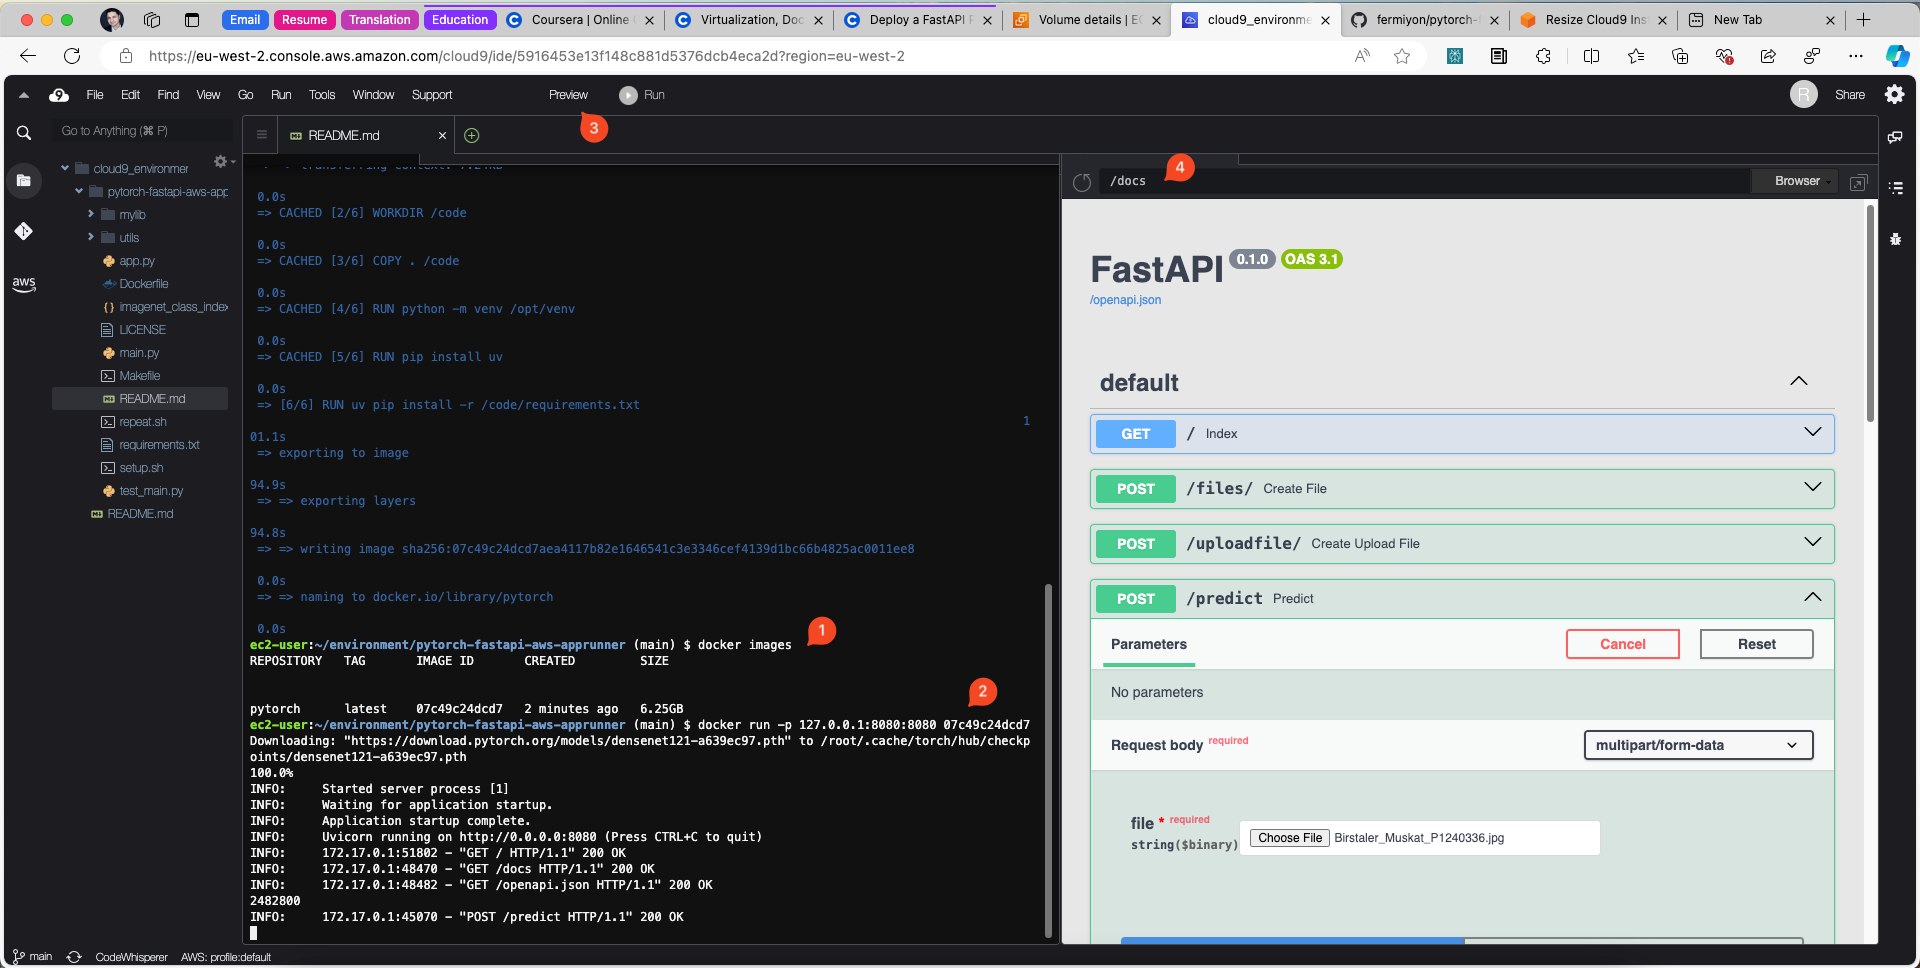 Email Resume Translation Education Coursera | Online Virtualization, Doc Deploy a FastAPI Volume details | EC cloud9_environme fermiyon/pytorch- Resize Cloud9 Ins New Tab
https://eu-west-2.console.aws.amazon.com/cloud9/ide/5916453e13f148c881d5376dcb4eca2d?region=eu-west-2
File Edit Find View Go Run Tools Window Support Preview Run R Share
Go to Anything (⌘ P)
README.md
3
cloud9_environmer
pytorch-fastapi-aws-app
mylib
utils
app.py
Dockerfile
imagenet_class_index
LICENSE
main.py
Makefile
README.md
repeat.sh
requirements.txt
setup.sh
test_main.py
README.md
aws
0.0s
=> CACHED [2/6] WORKDIR /code
0.0s
=> CACHED [3/6] COPY . /code
0.0s
=> CACHED [4/6] RUN python -m venv /opt/venv
0.0s
=> CACHED [5/6] RUN pip install uv
0.0s
=> [6/6] RUN uv pip install -r /code/requirements.txt
1
01.1s
=> exporting to image
94.9s
=> => exporting layers
94.8s
=> => writing image sha256:07c49c24dcd7aea4117b82e1646541c3e3346cef4139d1bc66b4825ac0011ee8
0.0s
=> => naming to docker.io/library/pytorch
0.0s
1
ec2-user:~/environment/pytorch-fastapi-aws-apprunner (main) $ docker images
REPOSITORY TAG IMAGE ID CREATED SIZE
2
pytorch latest 07c49c24dcd7 2 minutes ago 6.25GB
ec2-user:~/environment/pytorch-fastapi-aws-apprunner (main) $ docker run -p 127.0.0.1:8080:8080 07c49c24dcd7
Downloading: "https://download.pytorch.org/models/densenet121-a639ec97.pth" to /root/.cache/torch/hub/checkp
oints/densenet121-a639ec97.pth
100.0%
INFO: Started server process [1]
INFO: Waiting for application startup.
INFO: Application startup complete.
INFO: Uvicorn running on http://0.0.0.0:8080 (Press CTRL+C to quit)
INFO: 172.17.0.1:51802 - "GET / HTTP/1.1" 200 OK
INFO: 172.17.0.1:48470 - "GET /docs HTTP/1.1" 200 OK
INFO: 172.17.0.1:48482 - "GET /openapi.json HTTP/1.1" 200 OK
2482800
INFO: 172.17.0.1:45070 - "POST /predict HTTP/1.1" 200 OK
4
/docs Browser
FastAPI 0.1.0 OAS 3.1
/openapi.json
default
GET / Index
POST /files/ Create File
POST /uploadfile/ Create Upload File
POST /predict Predict
Parameters Cancel Reset
No parameters
Request body required multipart/form-data
file * required
string($binary) Choose File Birstaler_Muskat_P1240336.jpg
main CodeWhisperer AWS: profile:default